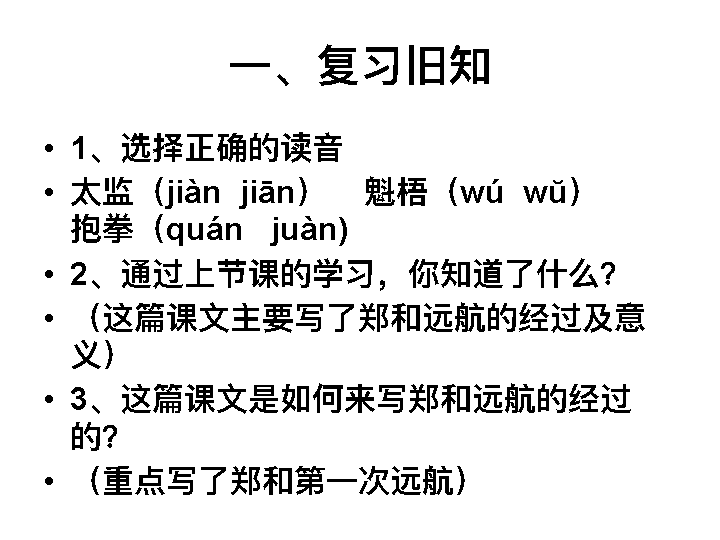 一、复习旧知
• 1、选择正确的读音
• 太监（jiàn jiān） 魁梧（wú wǔ）
抱拳（quán juàn)
• 2、通过上节课的学习，你知道了什么？
• （这篇课文主要写了郑和远航的经过及意
义）
• 3、这篇课文是如何来写郑和远航的经过
的？
• （重点写了郑和第一次远航）